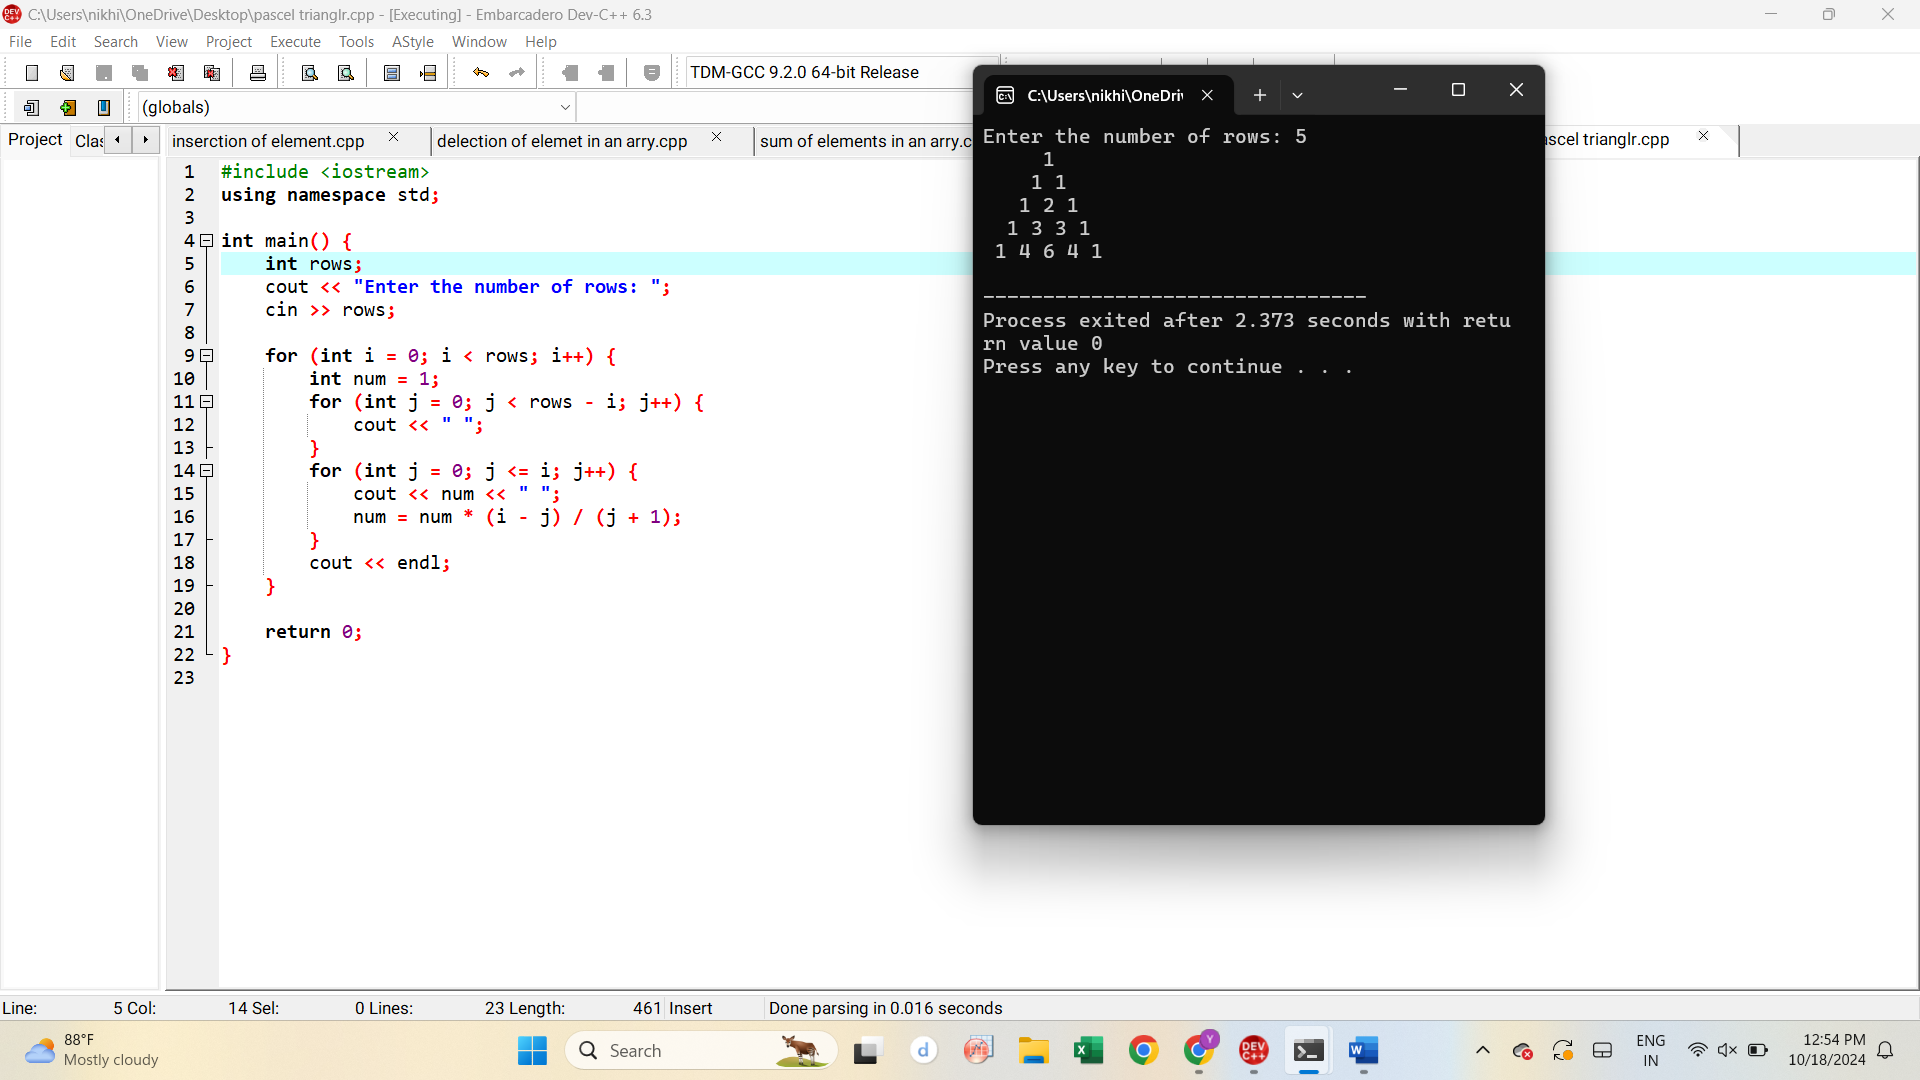 C:\Users\nikhi\OneDrive\Desktop\pascel trianglr.cpp - [Executing] - Embarcadero Dev-C++ 6.3
File Edit Search View Project Execute Tools AStyle Window Help
TDM-GCC 9.2.0 64-bit Release
(globals)
Project Clas inserction of element.cpp delection of elemet in an arry.cpp sum of elements in an arry.c ascel trianglr.cpp
1 #include <iostream>
2 using namespace std;
3
4 int main() {
5     int rows;
6     cout << "Enter the number of rows: ";
7     cin >> rows;
8
9     for (int i = 0; i < rows; i++) {
10         int num = 1;
11         for (int j = 0; j < rows - i; j++) {
12             cout << " ";
13         }
14         for (int j = 0; j <= i; j++) {
15             cout << num << " ";
16             num = num * (i - j) / (j + 1);
17         }
18         cout << endl;
19     }
20
21     return 0;
22 }
23
C:\Users\nikhi\OneDri
Enter the number of rows: 5
     1
    1 1
   1 2 1
  1 3 3 1
 1 4 6 4 1
--------------------------------
Process exited after 2.373 seconds with retu
rn value 0
Press any key to continue . . .
Line: 5 Col: 14 Sel: 0 Lines: 23 Length: 461 Insert Done parsing in 0.016 seconds
88°F
Mostly cloudy
Search
d
Y
DEV C++
W
ENG
IN
12:54 PM
10/18/2024